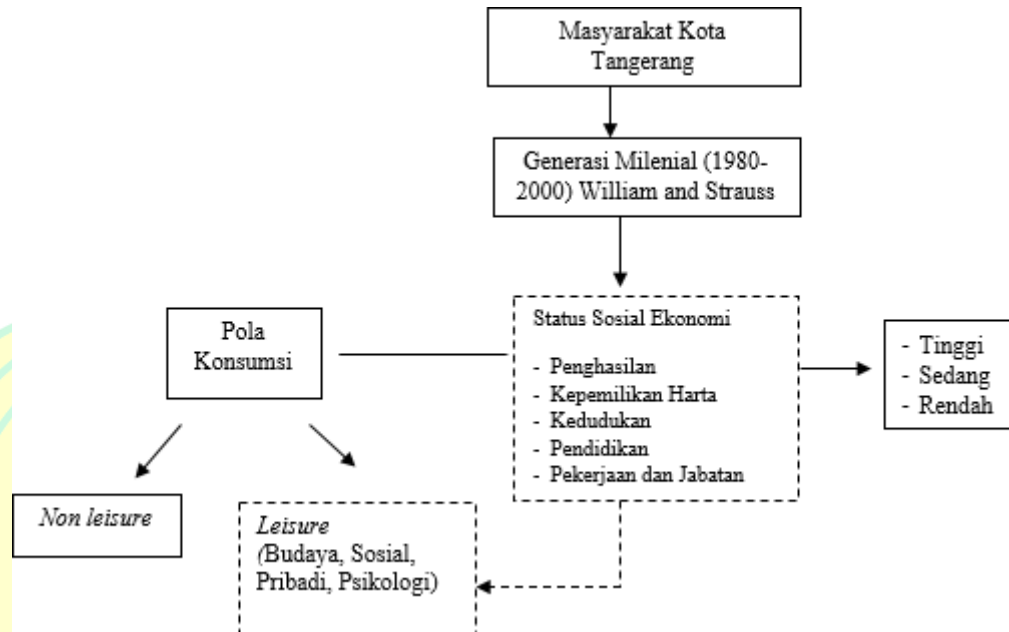 Masyarakat Kota
Tangerang
Generasi Milenial (1980-
2000) William and Strauss
Pola
Konsumsi
Status Sosial Ekonomi
- Penghasilan
- Kepemilikan Harta
- Kedudukan
- Pendidikan
- Pekerjaan dan Jabatan
- Tinggi
- Sedang
- Rendah
Non leisure
Leisure
(Budaya, Sosial,
Pribadi, Psikologi)